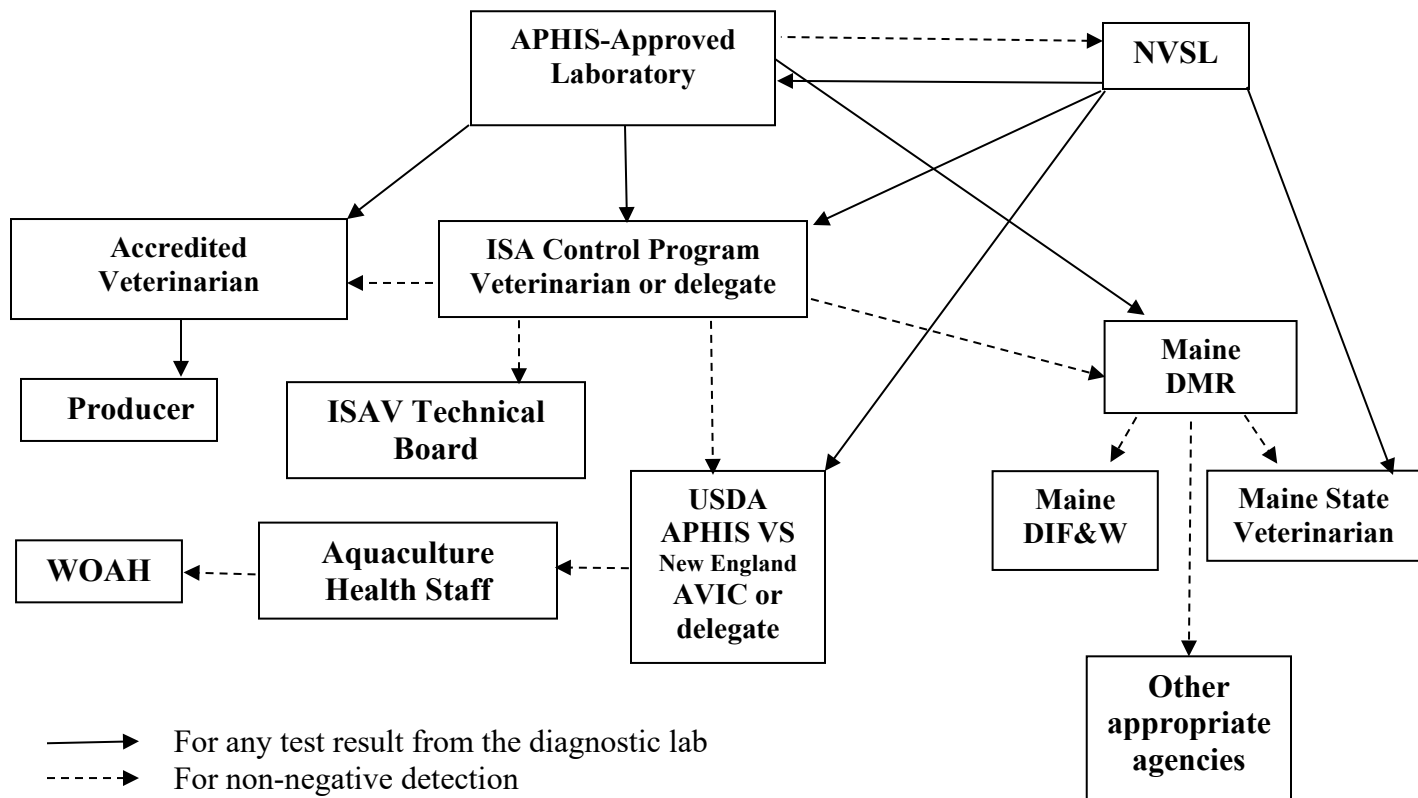 APHIS-Approved
Laboratory
NVSL
Accredited
Veterinarian
ISA Control Program
Veterinarian or delegate
Maine
DMR
Producer
ISAV Technical
Board
USDA
APHIS VS
New England
AVIC or
delegate
Maine
DIF&W
Maine State
Veterinarian
WOAH
Aquaculture
Health Staff
Other
appropriate
agencies
For any test result from the diagnostic lab
For non-negative detection